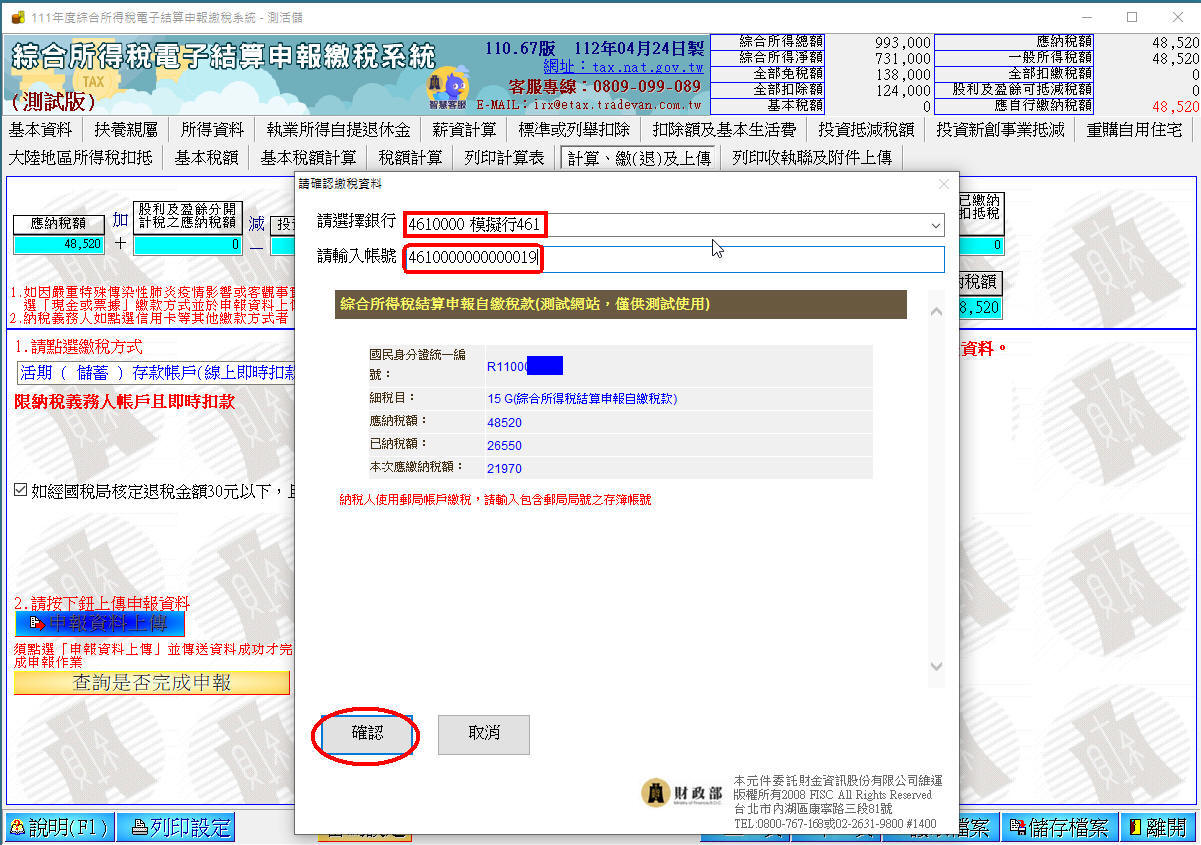 111年度綜合所得稅電子結算申報繳稅系統 - 測活儲
綜合所得稅電子結算申報繳稅系統
TAX
(測試版)
智慧客服
110.67版 112年04月24日製
網址：tax.nat.gov.tw
客服專線：0809-099-089
E-MAIL：irx@etax.tradevan.com.tw
綜合所得總額 993,000 應納稅額 48,520
綜合所得淨額 731,000 一般所得稅額 48,520
全部免稅額 138,000 全部扣繳稅額 0
全部扣除額 124,000 股利及盈餘可抵減稅額 0
基本稅額 0 應自行繳納稅額 48,520
基本資料 扶養親屬 所得資料 執業所得自提退休金 薪資計算 標準或列舉扣除 扣除額及基本生活費 投資抵減稅額 投資新創事業抵減 重購自用住宅
大陸地區所得稅扣抵 基本稅額 基本稅額計算 稅額計算 列印計算表 計算、繳(退)及上傳 列印收執聯及附件上傳
應納稅額 加 股利及盈餘分開計稅之應納稅額 減
48,520 + 0 —
已繳納
扣抵稅
0
稅額
8,520
1.如因嚴重特殊傳染性肺炎疫情影響或客觀事實
選「現金或票據」繳款方式並於申報資料上
2.納稅義務人如點選信用卡等其他繳款方式者
1.請點選繳稅方式
活期 ( 儲蓄 ) 存款帳戶(線上即時扣款
限納稅義務人帳戶且即時扣款
資料。
如經國稅局核定退稅金額30元以下，
2.請按下鈕上傳申報資料
申報資料上傳
須點選「申報資料上傳」並傳送資料成功才完
成申報作業
查詢是否完成申報
請確認繳稅資料
請選擇銀行 4610000 模擬行461
請輸入帳號 4610000000000019
綜合所得稅結算申報自繳稅款(測試網站，僅供測試使用)
國民身分證統一編號： R11000
細稅目： 15 G(綜合所得稅結算申報自繳稅款)
應納稅額： 48520
已納稅額： 26550
本次應繳納稅額： 21970
納稅人使用郵局帳戶繳稅，請輸入包含郵局局號之存簿帳號
確認 取消
財政部
Ministry of Finance, R.O.C.
本元件委託財金資訊股份有限公司維運
版權所有2008 FISC All Rights Reserved
台北市內湖區康寧路三段81號
TEL:0800-767-168或02-2631-9800 #1400
說明(F1) 列印設定 檔案 儲存檔案 離開